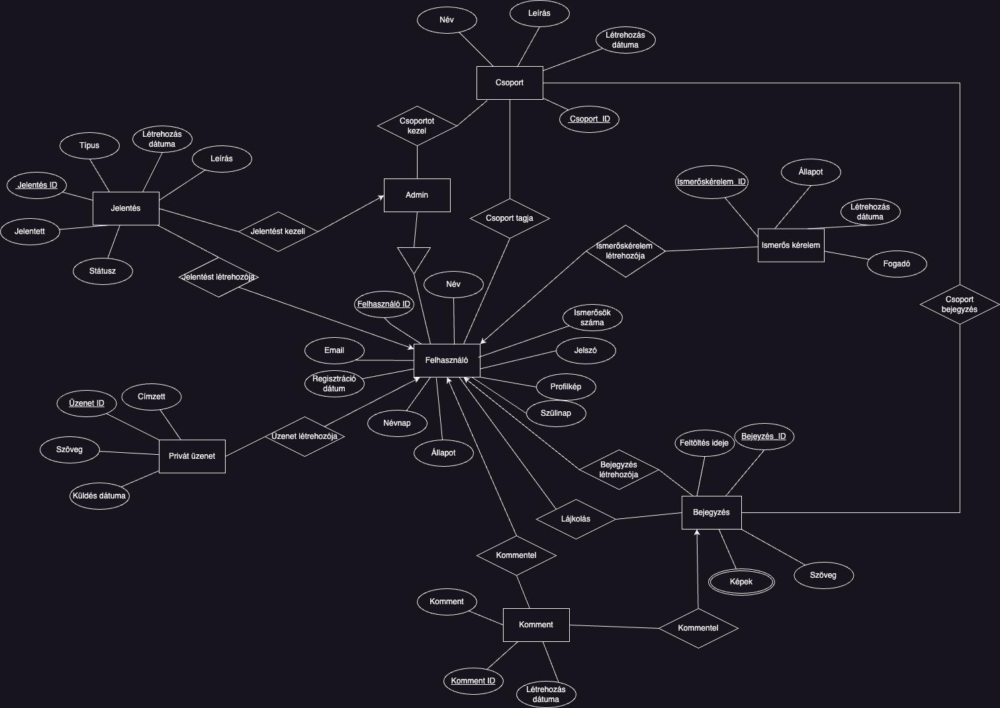 Név
Leírás
Létrehozás
dátuma
Csoport
Csoport_ID
Csoportot
kezel
Típus
Létrehozás
dátuma
Leírás
Jelentés ID
Jelentés
Jelentett
Státusz
Jelentést kezeli
Jelentést létrehozója
Admin
Csoport tagja
Ismerőskérelem_ID
Állapot
Létrehozás
dátuma
Ismerős kérelem
Fogadó
Ismerőskérelem
létrehozója
Csoport
bejegyzés
Név
Felhasználó ID
Ismerősök
száma
Email
Jelszó
Felhasználó
Regisztráció
dátum
Profilkép
Szülinap
Névnap
Állapot
Üzenet ID
Címzett
Szöveg
Privát üzenet
Küldés dátuma
Üzenet létrehozója
Feltöltés ideje
Bejeyzés_ID
Bejegyzés
létrehozója
Bejegyzés
Lájkolás
Képek
Szöveg
Kommentel
Komment
Komment
Kommentel
Komment ID
Létrehozás
dátuma